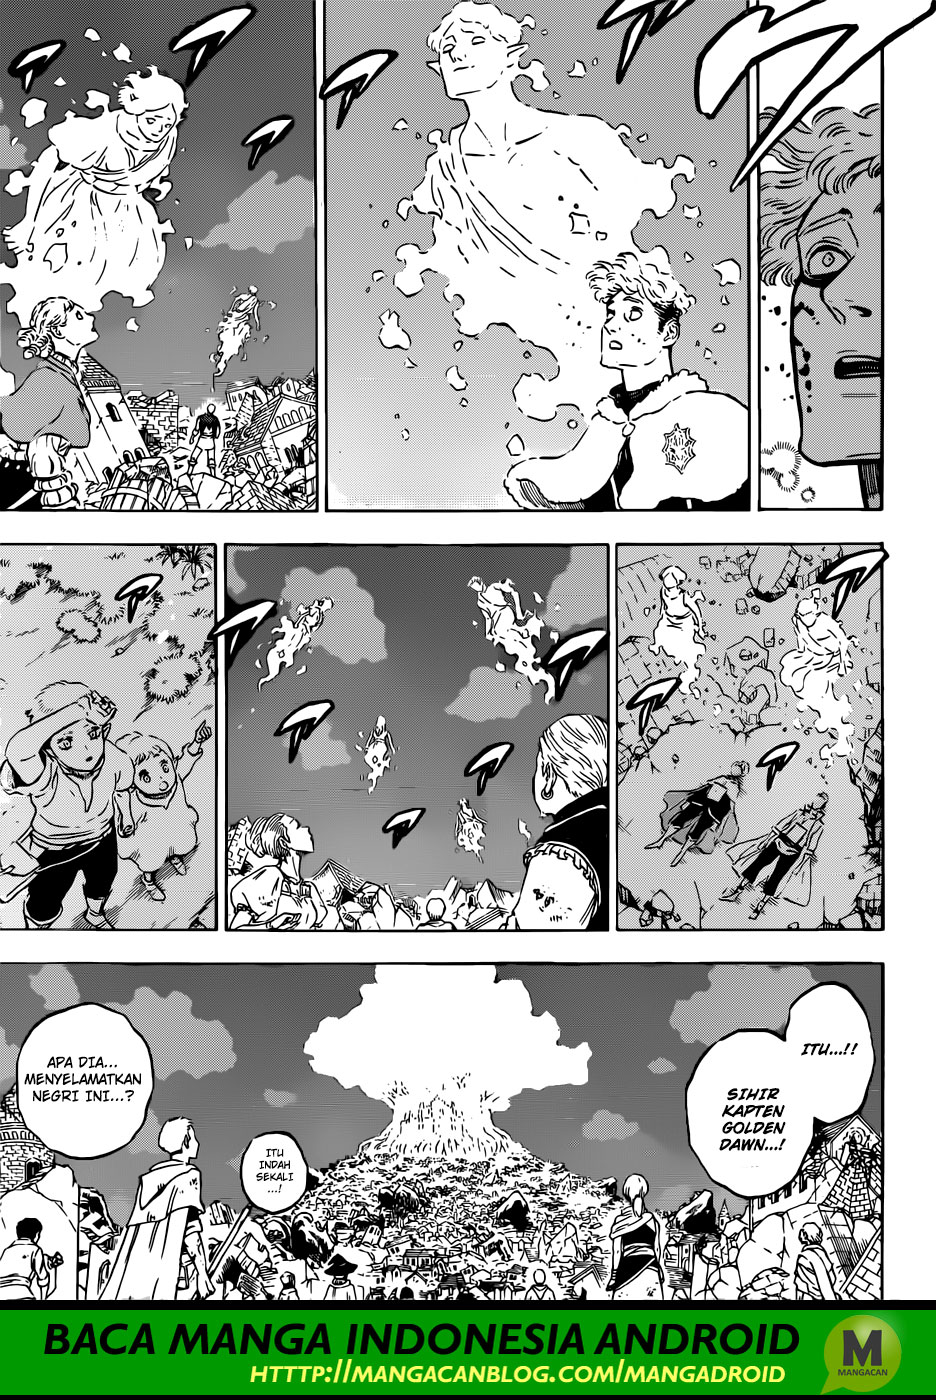 ITU...!!
SIHIR
KAPTEN
GOLDEN
DAWN...!
ITU
INDAH
SEKALI
...!
APA DIA...
MENYELAMATKAN
NEGRI INI...?
BACA MANGA INDONESIA ANDROID
HTTTP://MANGACANBLOG.COM/MANGADROID
M
MANGACAN